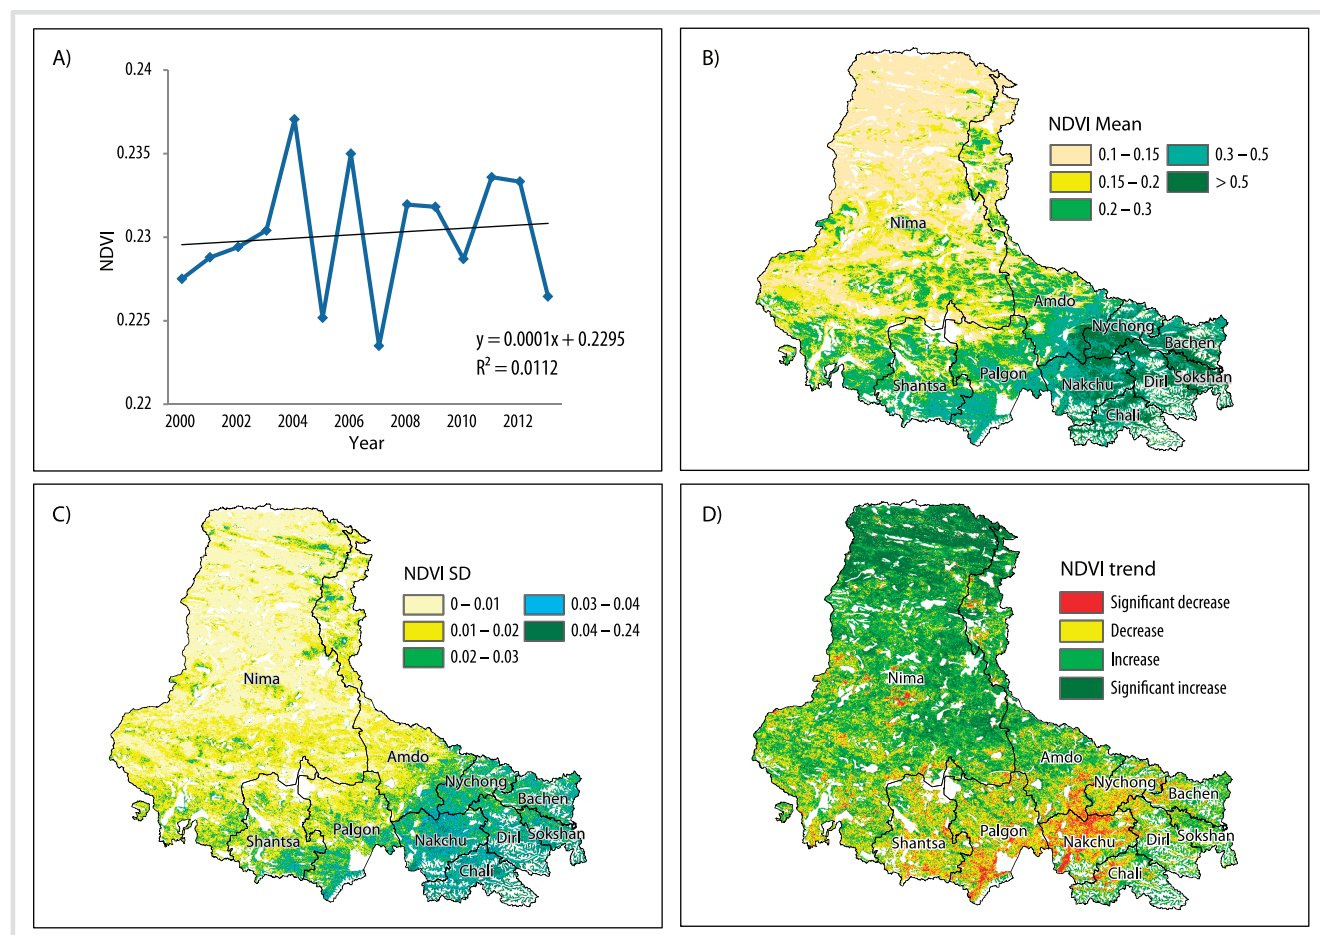 A)
0.24
0.235
0.23
0.225
0.22
NDVI
2000 2002 2004 2006 2008 2010 2012
Year
y = 0.0001x + 0.2295
R² = 0.0112
B)
NDVI Mean
0.1 – 0.15
0.15 – 0.2
0.2 – 0.3
0.3 – 0.5
> 0.5
Nima
Amdo
Nychong
Bachen
Shantsa
Palgon
Nakchu
Dirl
Sokshan
Chali
C)
NDVI SD
0 – 0.01
0.01 – 0.02
0.02 – 0.03
0.03 – 0.04
0.04 – 0.24
Nima
Amdo
Nychong
Bachen
Shantsa
Palgon
Nakchu
Dirl
Sokshan
Chali
D)
NDVI trend
Significant decrease
Decrease
Increase
Significant increase
Nima
Amdo
Nychong
Bachen
Shantsa
Palgon
Nakchu
Dirl
Sokshan
Chali